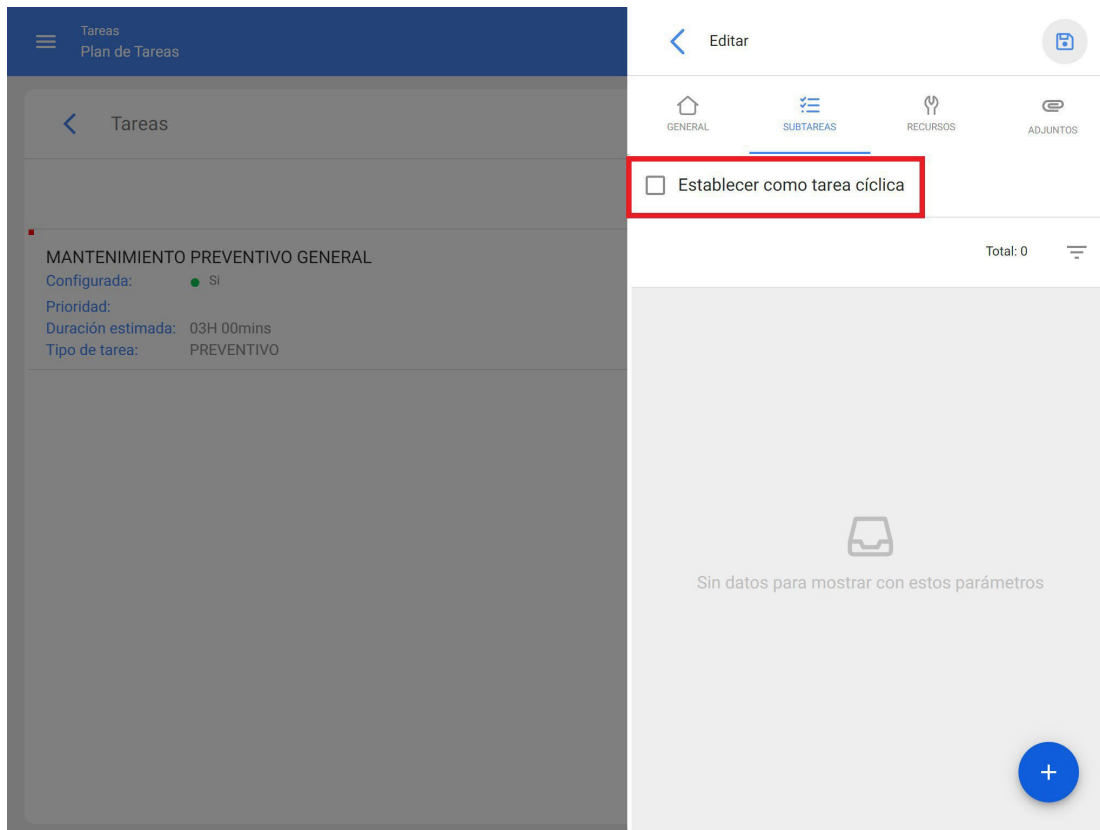 Tareas
Plan de Tareas
Tareas
MANTENIMIENTO PREVENTIVO GENERAL
Configurada: Si
Prioridad:
Duración estimada: 03H 00mins
Tipo de tarea: PREVENTIVO
Editar
GENERAL SUBTAREAS RECURSOS ADJUNTOS
Establecer como tarea cíclica
Total: 0
Sin datos para mostrar con estos parámetros